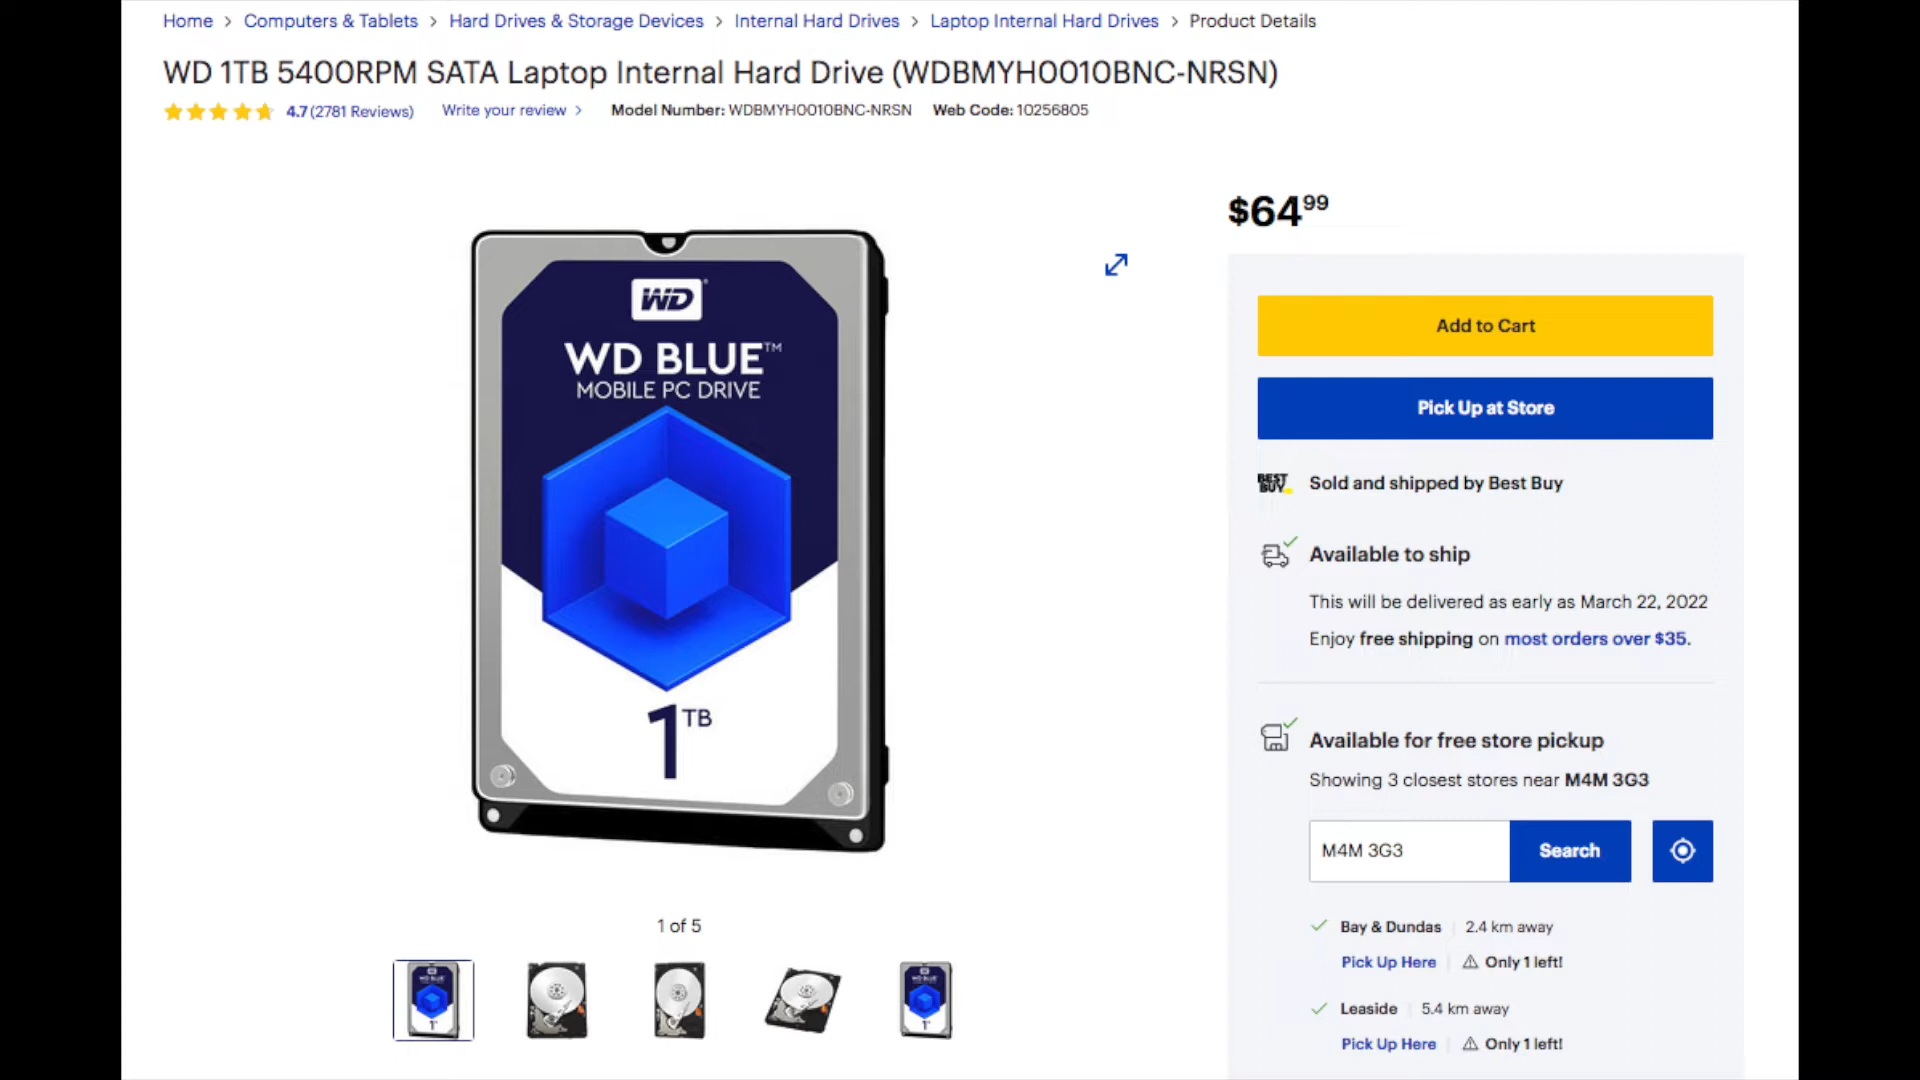 Home > Computers & Tablets > Hard Drives & Storage Devices > Internal Hard Drives > Laptop Internal Hard Drives > Product Details
WD 1TB 5400RPM SATA Laptop Internal Hard Drive (WDBMYH0010BNC-NRSN)
4.7 (2781 Reviews) Write your review > Model Number: WDBMYH0010BNC-NRSN Web Code: 10256805
$64.99
WD®
WD BLUE™
MOBILE PC DRIVE
1TB
1 of 5
Add to Cart
Pick Up at Store
BEST BUY Sold and shipped by Best Buy
Available to ship
This will be delivered as early as March 22, 2022
Enjoy free shipping on most orders over $35.
Available for free store pickup
Showing 3 closest stores near M4M 3G3
M4M 3G3 Search
Bay & Dundas 2.4 km away
Pick Up Here Only 1 left!
Leaside 5.4 km away
Pick Up Here Only 1 left!